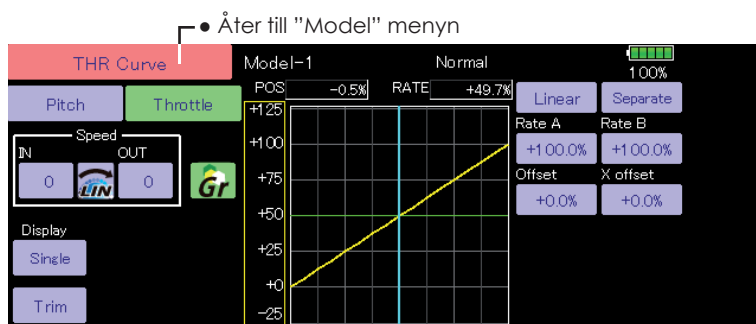 Åter till ”Model” menyn
THR Curve
Model-1
Normal
100%
Pitch
Throttle
POS
-0.5%
RATE
+49.7%
Linear
Separate
Speed
IN
OUT
0
LIN
0
Gr
+125
+100
+75
+50
+25
+0
-25
Rate A
Rate B
+100.0%
+100.0%
Offset
X offset
+0.0%
+0.0%
Display
Single
Trim